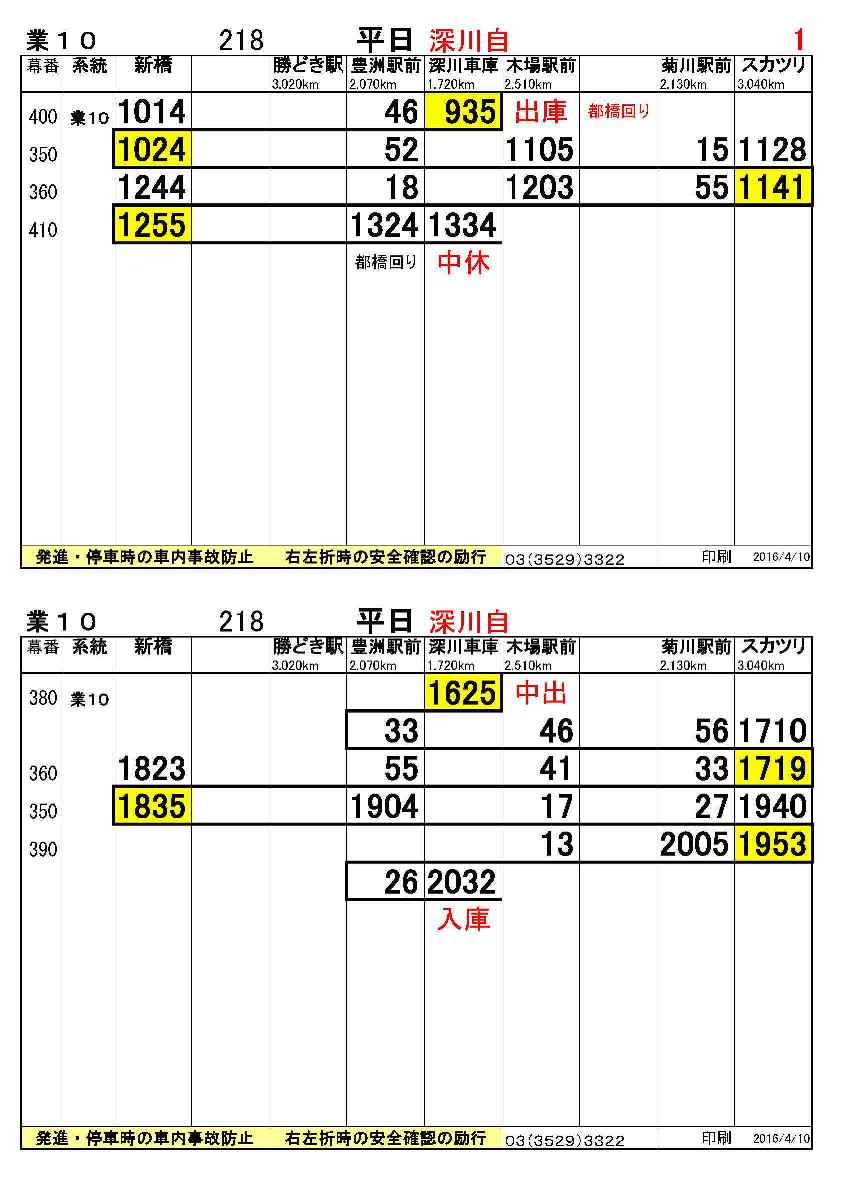 業１０ 218 平日 深川自 1
幕番 系統 新橋 勝どき駅 豊洲駅前 深川車庫 木場駅前 菊川駅前 スカツリ
3.020km 2.070km 1.720km 2.510km 2.130km 3.040km
400 業10 1014 46 935 出庫 都橋回り
350 1024 52 1105 15 1128
360 1244 18 1203 55 1141
410 1255 1324 1334
都橋回り 中休
発進・停車時の車内事故防止 右左折時の安全確認の励行 03(3529)3322 印刷 2016/4/10
業１０ 218 平日 深川自
幕番 系統 新橋 勝どき駅 豊洲駅前 深川車庫 木場駅前 菊川駅前 スカツリ
3.020km 2.070km 1.720km 2.510km 2.130km 3.040km
380 業10 1625 中出
33 46 56 1710
360 1823 55 41 33 1719
350 1835 1904 17 27 1940
390 13 2005 1953
26 2032
入庫
発進・停車時の車内事故防止 右左折時の安全確認の励行 03(3529)3322 印刷 2016/4/10